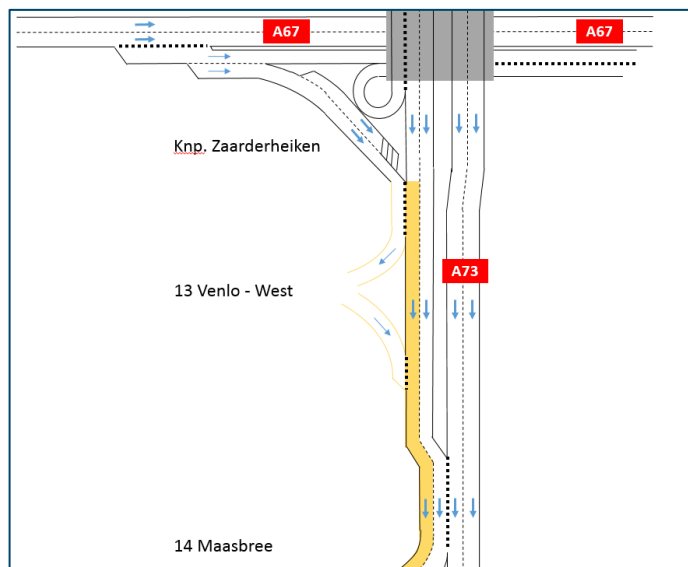 A67
A67
Knp. Zaarderheiken
A73
13 Venlo - West
14 Maasbree